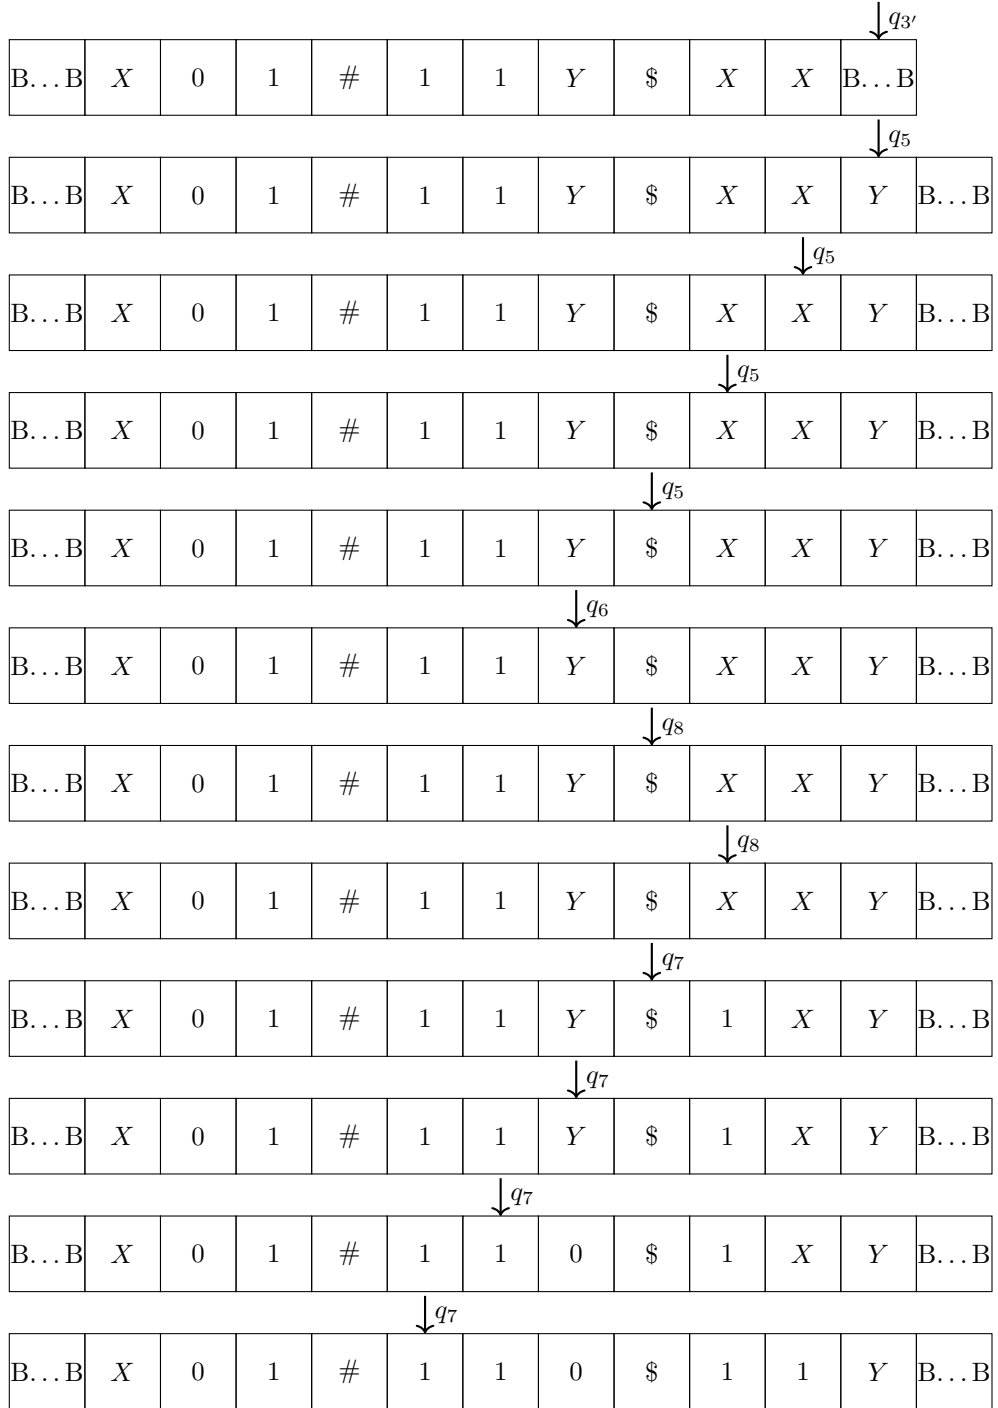 q3′
B...B X 0 1 # 1 1 Y $ X X B...B
q5
B...B X 0 1 # 1 1 Y $ X X Y B...B
q5
B...B X 0 1 # 1 1 Y $ X X Y B...B
q5
B...B X 0 1 # 1 1 Y $ X X Y B...B
q5
B...B X 0 1 # 1 1 Y $ X X Y B...B
q6
B...B X 0 1 # 1 1 Y $ X X Y B...B
q8
B...B X 0 1 # 1 1 Y $ X X Y B...B
q8
B...B X 0 1 # 1 1 Y $ X X Y B...B
q7
B...B X 0 1 # 1 1 Y $ 1 X Y B...B
q7
B...B X 0 1 # 1 1 Y $ 1 X Y B...B
q7
B...B X 0 1 # 1 1 0 $ 1 X Y B...B
q7
B...B X 0 1 # 1 1 0 $ 1 1 Y B...B